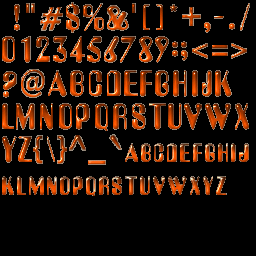 !"#$%&'[]*+,-./
0123456789:;<=>
?@ABCDEFGHIJK
LMNOPQRSTUVWX
YZ{\}^_`ABCDEFGHIJ
KLMNOPQRSTUVWXYZ